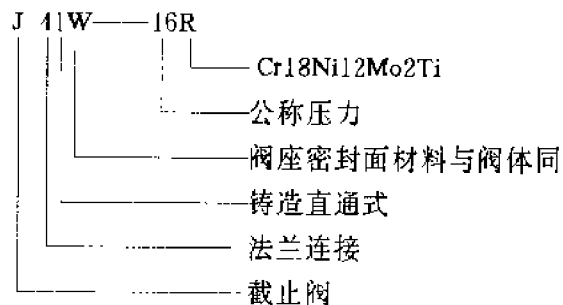 J 41W——16R
Cr18Ni12Mo2Ti
公称压力
阀座密封面材料与阀体同
铸造直通式
法兰连接
截止阀